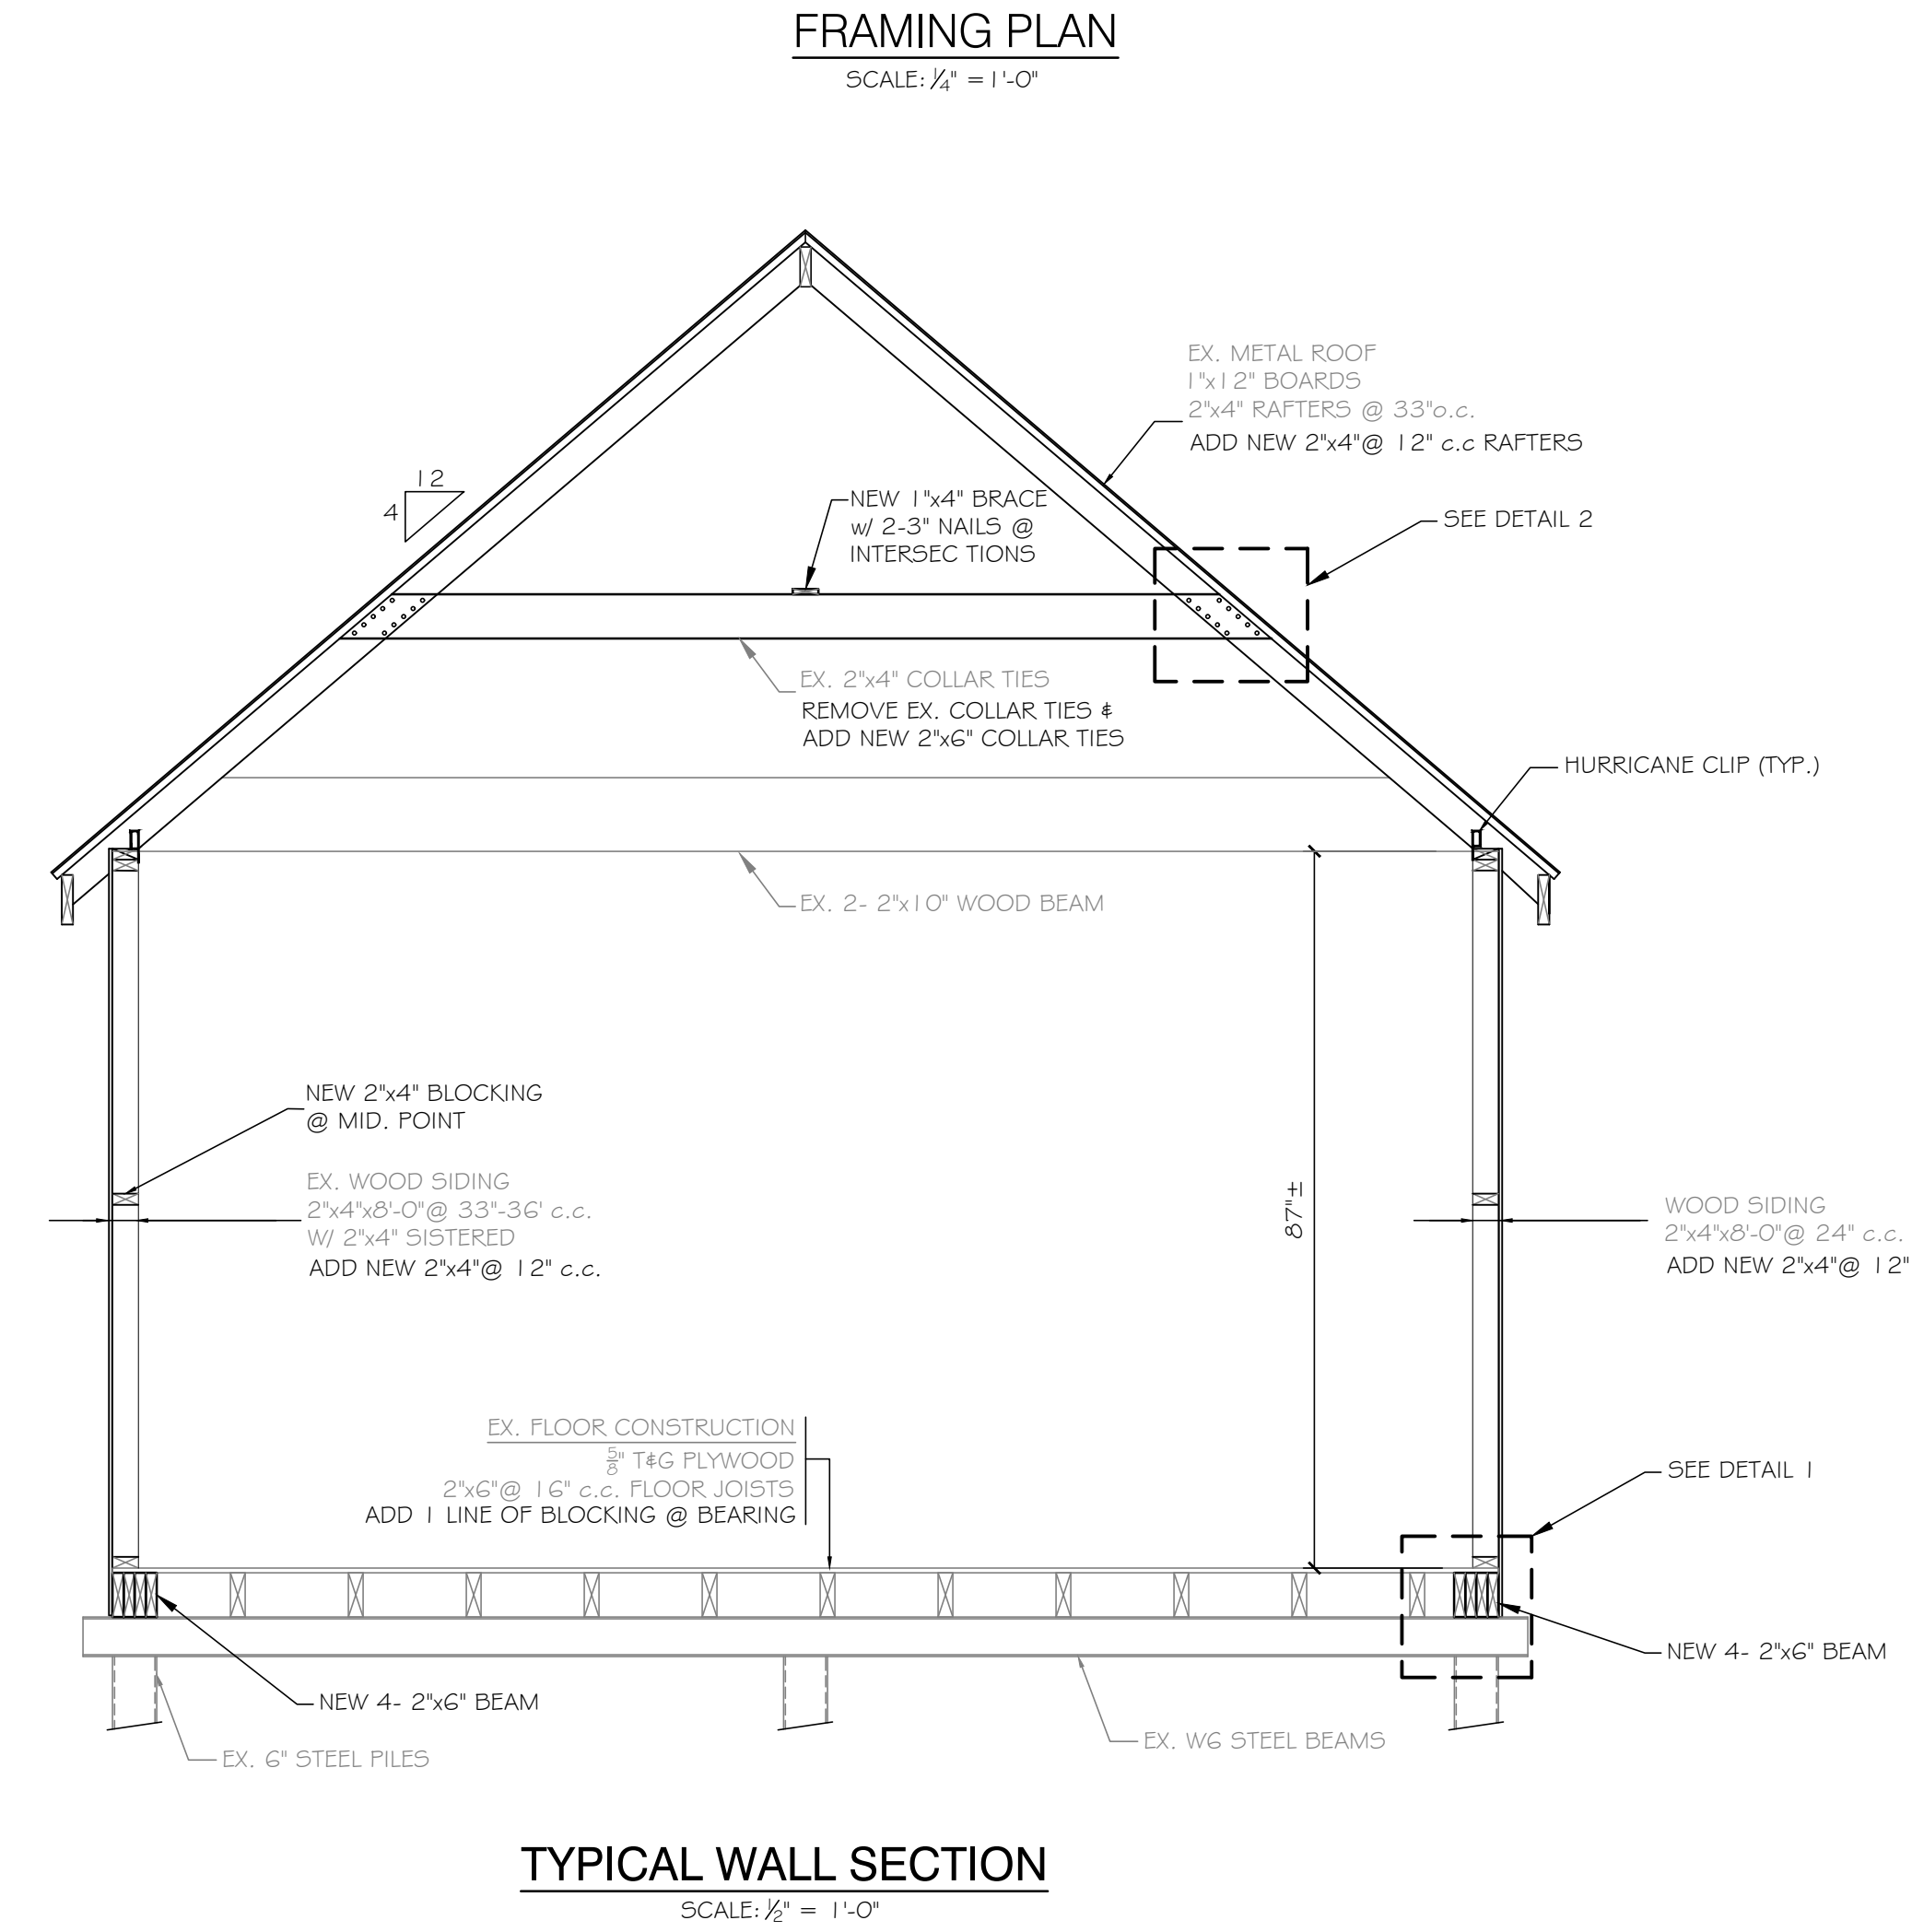 FRAMING PLAN
SCALE: 1/4" = 1'-0"
EX. METAL ROOF
1"x12" BOARDS
2"x4" RAFTERS @ 33"o.c.
ADD NEW 2"x4"@ 12" c.c RAFTERS
12
4
NEW 1"x4" BRACE
w/ 2-3" NAILS @
INTERSEC TIONS
SEE DETAIL 2
EX. 2"x4" COLLAR TIES
REMOVE EX. COLLAR TIES &
ADD NEW 2"x6" COLLAR TIES
HURRICANE CLIP (TYP.)
EX. 2- 2"x10" WOOD BEAM
NEW 2"x4" BLOCKING
@ MID. POINT
EX. WOOD SIDING
2"x4"x8'-0"@ 33"-36' c.c.
W/ 2"x4" SISTERED
ADD NEW 2"x4"@ 12" c.c.
87"±
WOOD SIDING
2"x4"x8'-0"@ 24" c.c.
ADD NEW 2"x4"@ 12"
EX. FLOOR CONSTRUCTION
5/8" T&G PLYWOOD
2"x6"@ 16" c.c. FLOOR JOISTS
ADD 1 LINE OF BLOCKING @ BEARING
SEE DETAIL 1
NEW 4- 2"x6" BEAM
NEW 4- 2"x6" BEAM
EX. W6 STEEL BEAMS
EX. 6" STEEL PILES
TYPICAL WALL SECTION
SCALE: 1/2" = 1'-0"